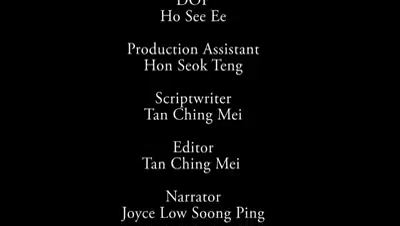 DOP
Ho See Ee
Production Assistant
Hon Seok Teng
Scriptwriter
Tan Ching Mei
Editor
Tan Ching Mei
Narrator
Joyce Low Soong Ping